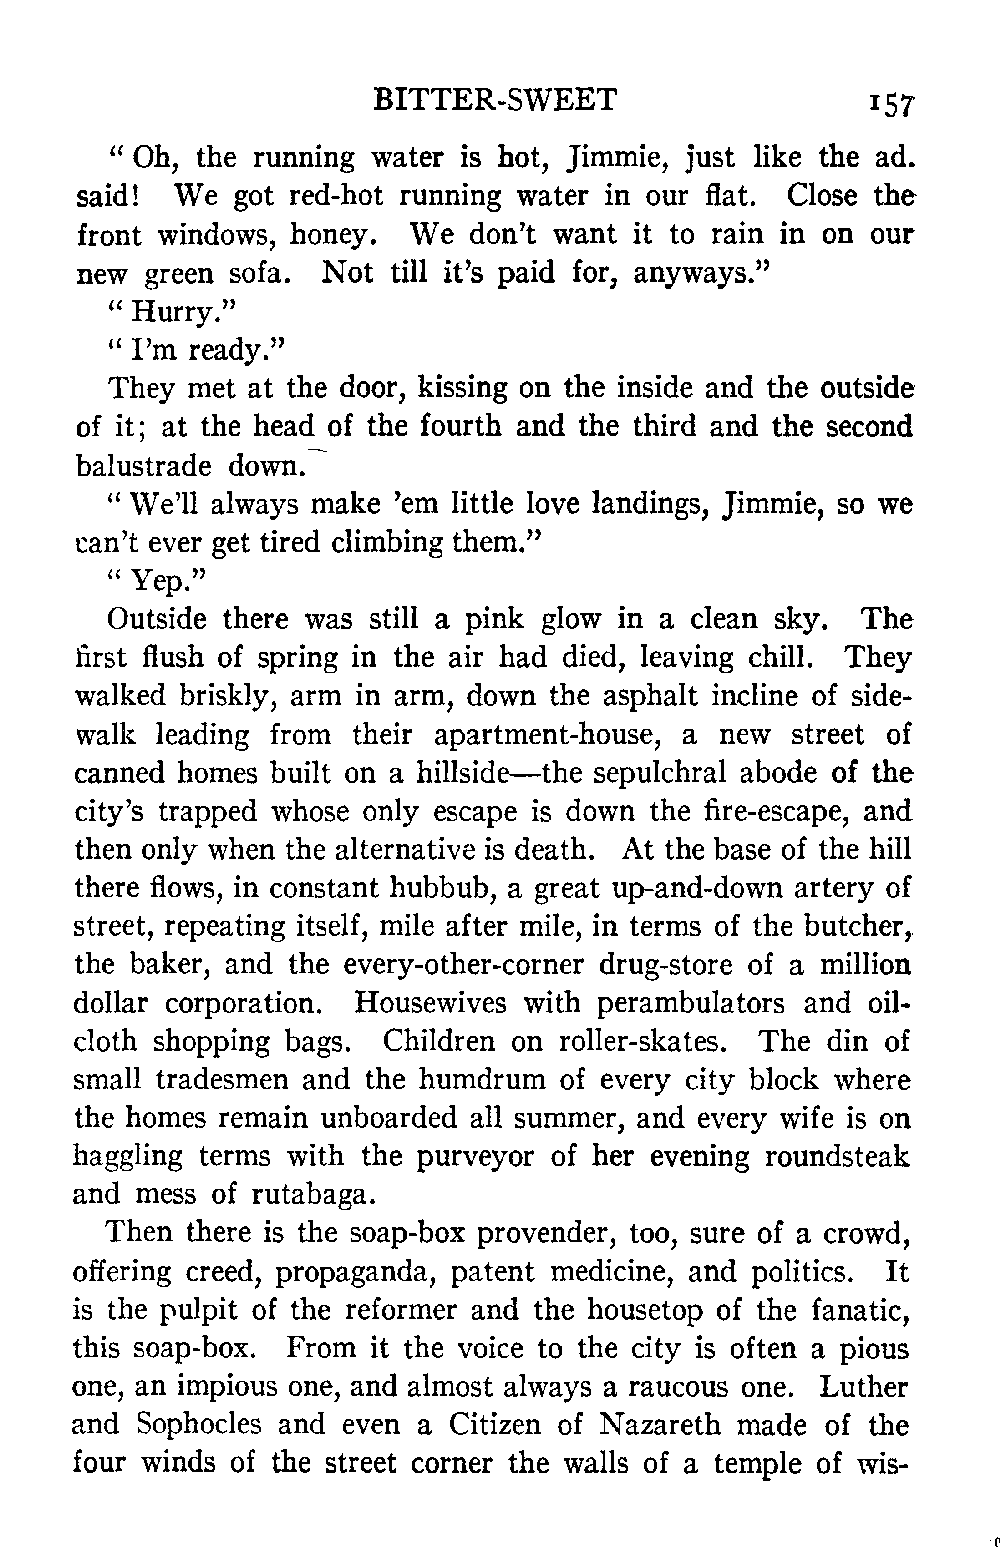 BITTER-SWEET 157
" Oh, the running water is hot, Jimmie, just like the ad.
said! We got red-hot running water in our flat. Close the
front windows, honey. We don't want it to rain in on our
new green sofa. Not till it's paid for, anyways."
" Hurry."
" I'm ready."
They met at the door, kissing on the inside and the outside
of it; at the head of the fourth and the third and the second
balustrade down.
" We'll always make 'em little love landings, Jimmie, so we
can't ever get tired climbing them."
" Yep."
Outside there was still a pink glow in a clean sky. The
first flush of spring in the air had died, leaving chill. They
walked briskly, arm in arm, down the asphalt incline of side-
walk leading from their apartment-house, a new street of
canned homes built on a hillside—the sepulchral abode of the
city's trapped whose only escape is down the fire-escape, and
then only when the alternative is death. At the base of the hill
there flows, in constant hubbub, a great up-and-down artery of
street, repeating itself, mile after mile, in terms of the butcher,
the baker, and the every-other-corner drug-store of a million
dollar corporation. Housewives with perambulators and oil-
cloth shopping bags. Children on roller-skates. The din of
small tradesmen and the humdrum of every city block where
the homes remain unboarded all summer, and every wife is on
haggling terms with the purveyor of her evening roundsteak
and mess of rutabaga.
Then there is the soap-box provender, too, sure of a crowd,
offering creed, propaganda, patent medicine, and politics. It
is the pulpit of the reformer and the housetop of the fanatic,
this soap-box. From it the voice to the city is often a pious
one, an impious one, and almost always a raucous one. Luther
and Sophocles and even a Citizen of Nazareth made of the
four winds of the street corner the walls of a temple of wis-